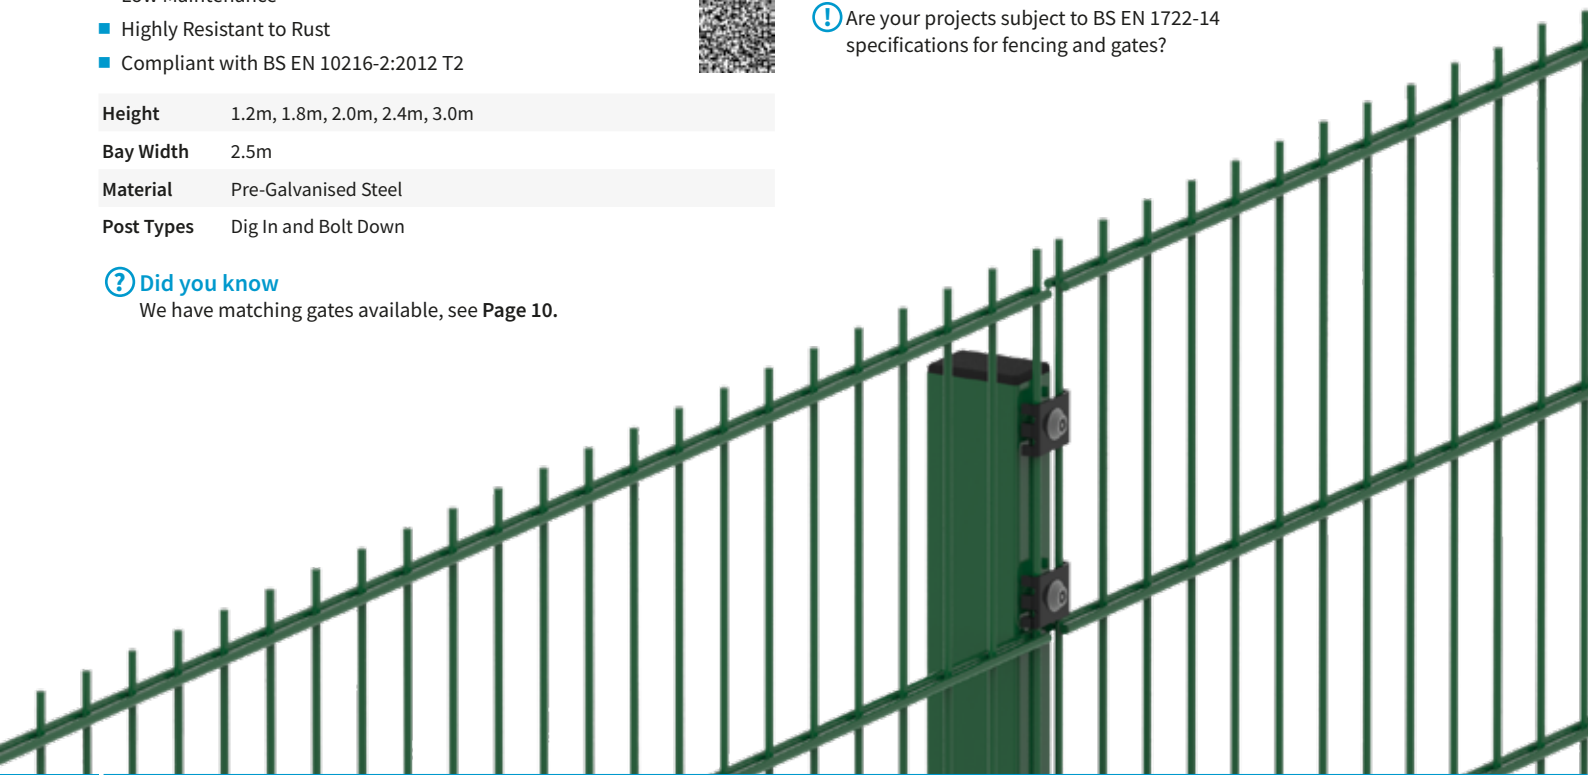 Low Maintenance
Highly Resistant to Rust
Compliant with BS EN 10216-2:2012 T2
Height 1.2m, 1.8m, 2.0m, 2.4m, 3.0m
Bay Width 2.5m
Material Pre-Galvanised Steel
Post Types Dig In and Bolt Down
Did you know
We have matching gates available, see Page 10.
Are your projects subject to BS EN 1722-14
specifications for fencing and gates?